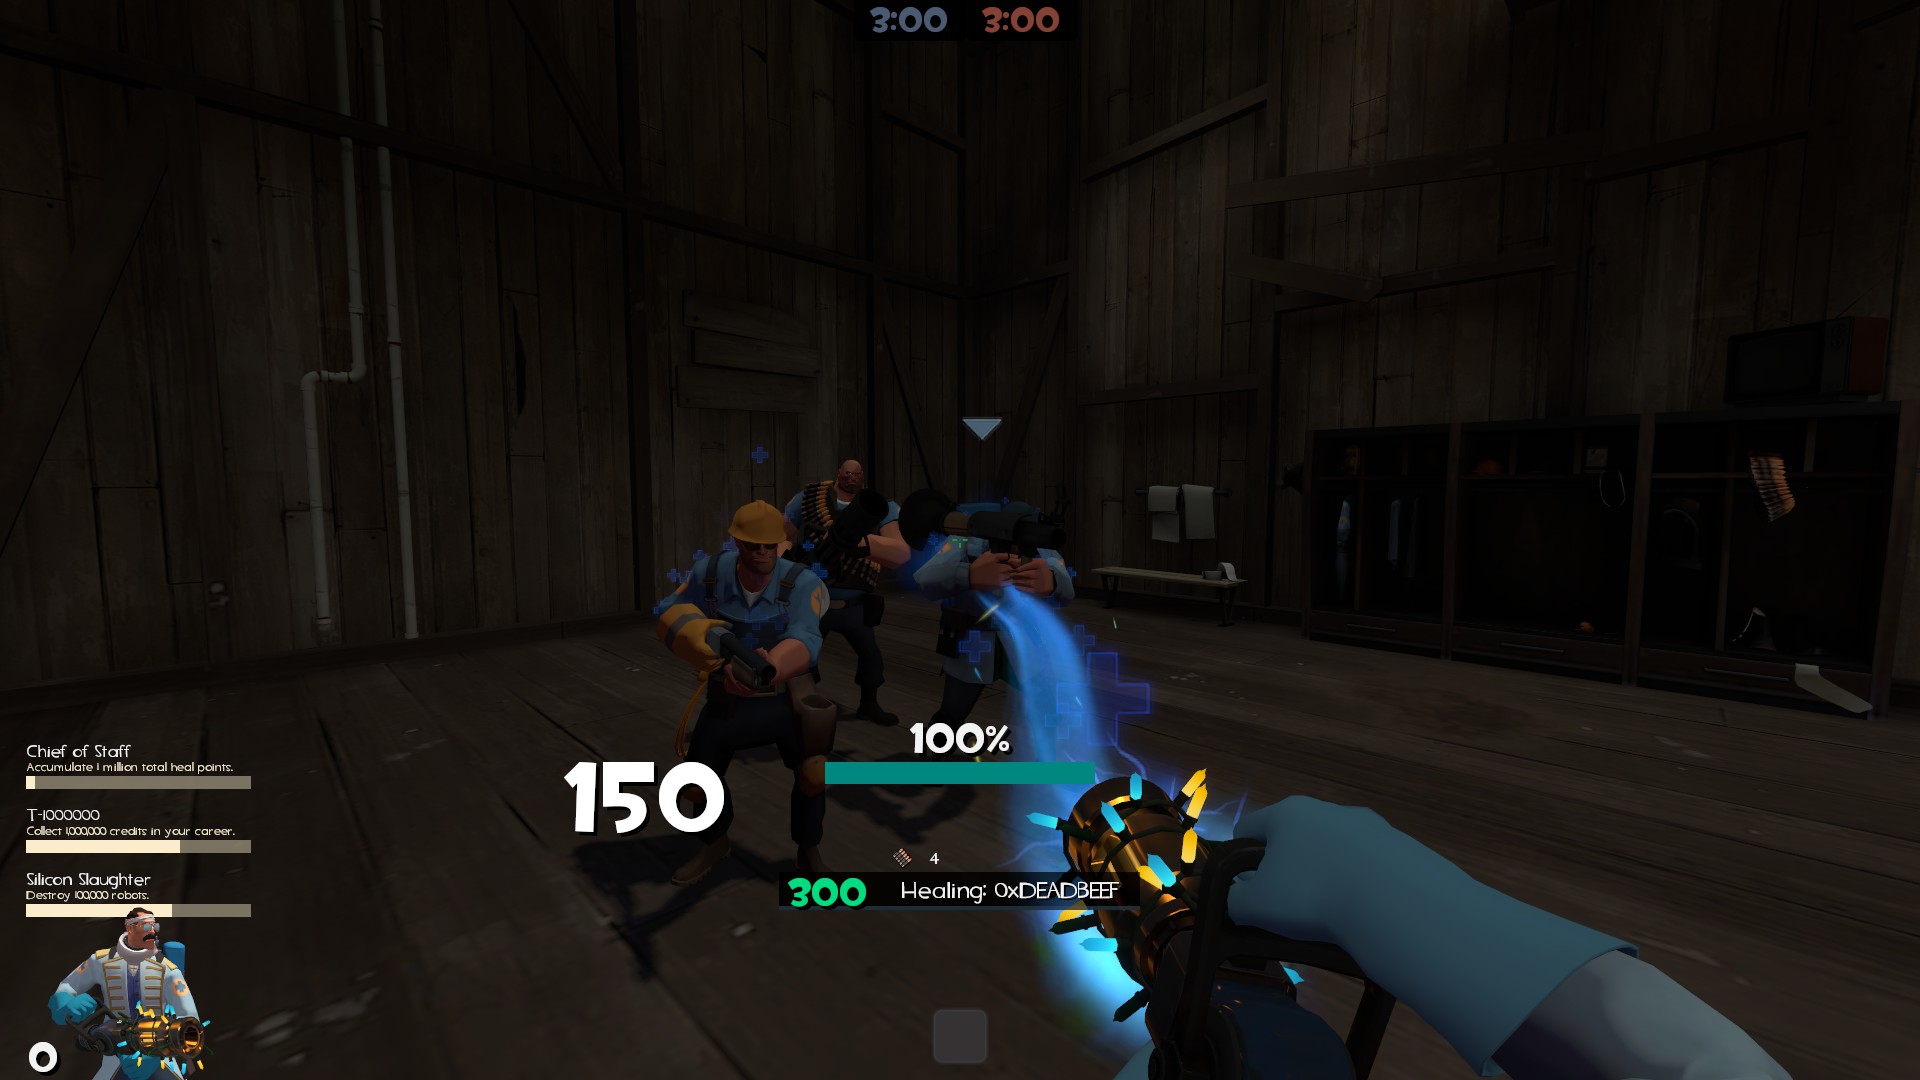 3:00 3:00
Chief of Staff
Accumulate 1 million total heal points.
T-1000000
Collect 1,000,000 credits in your career.
Silicon Slaughter
Destroy 100,000 robots.
0
150
100%
4
300 Healing: 0xDEADBEEF